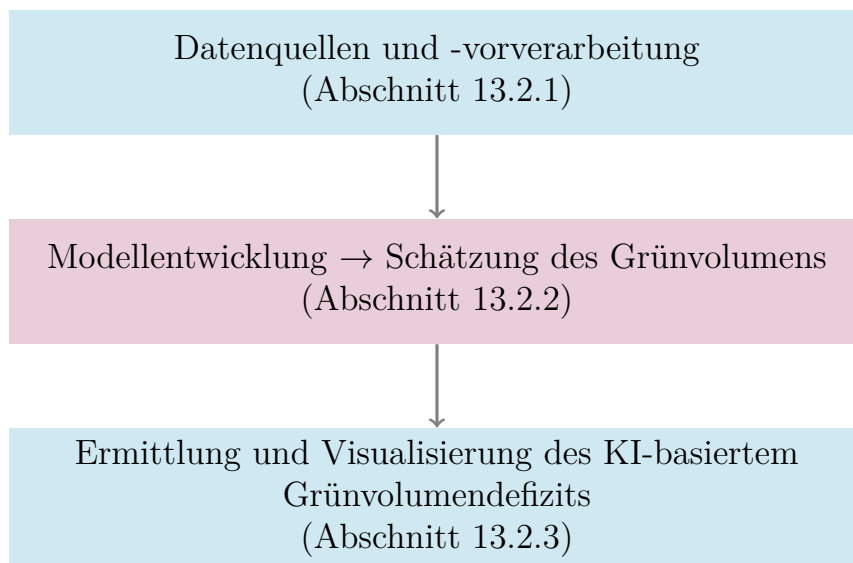 Datenquellen und -vorverarbeitung
(Abschnitt 13.2.1)
Modellentwicklung → Schätzung des Grünvolumens
(Abschnitt 13.2.2)
Ermittlung und Visualisierung des KI-basiertem
Grünvolumendefizits
(Abschnitt 13.2.3)